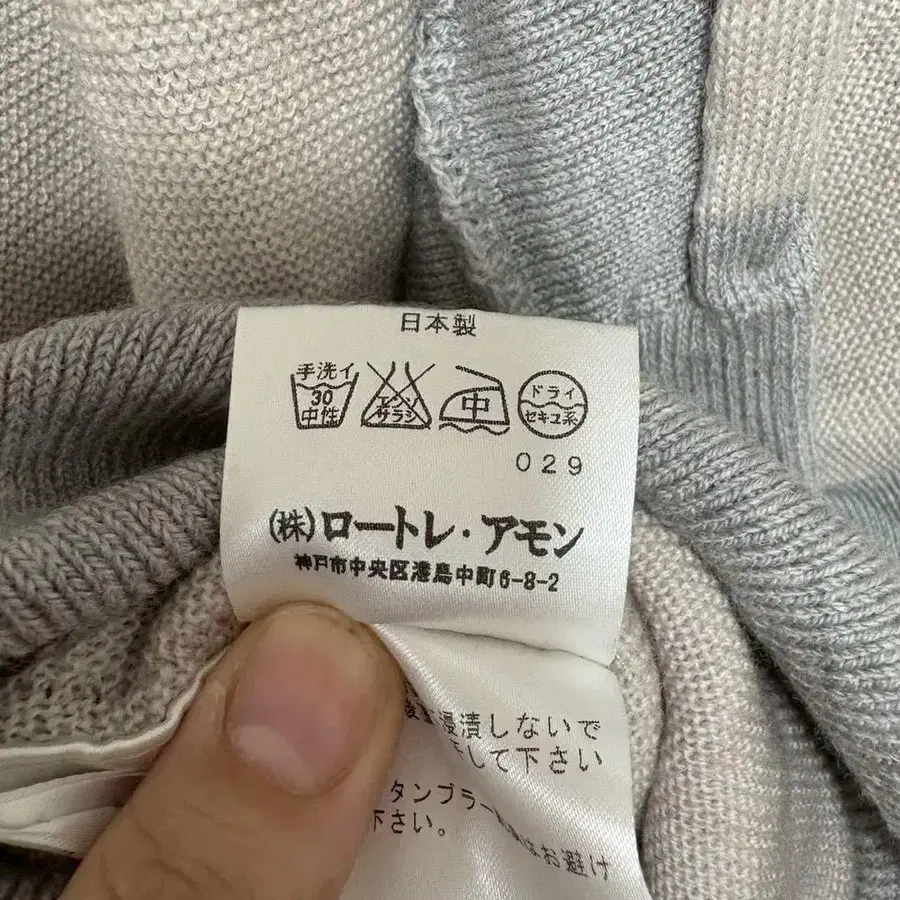 日本製
手洗イ
30
中性
エンソ
サラシ
中
ドライ
セキユ系
029
(株)ロートレ・アモン
神戸市中央区港島中町6-8-2
浸漬しないで
して下さい
タンブラー
はお避け
下さい。